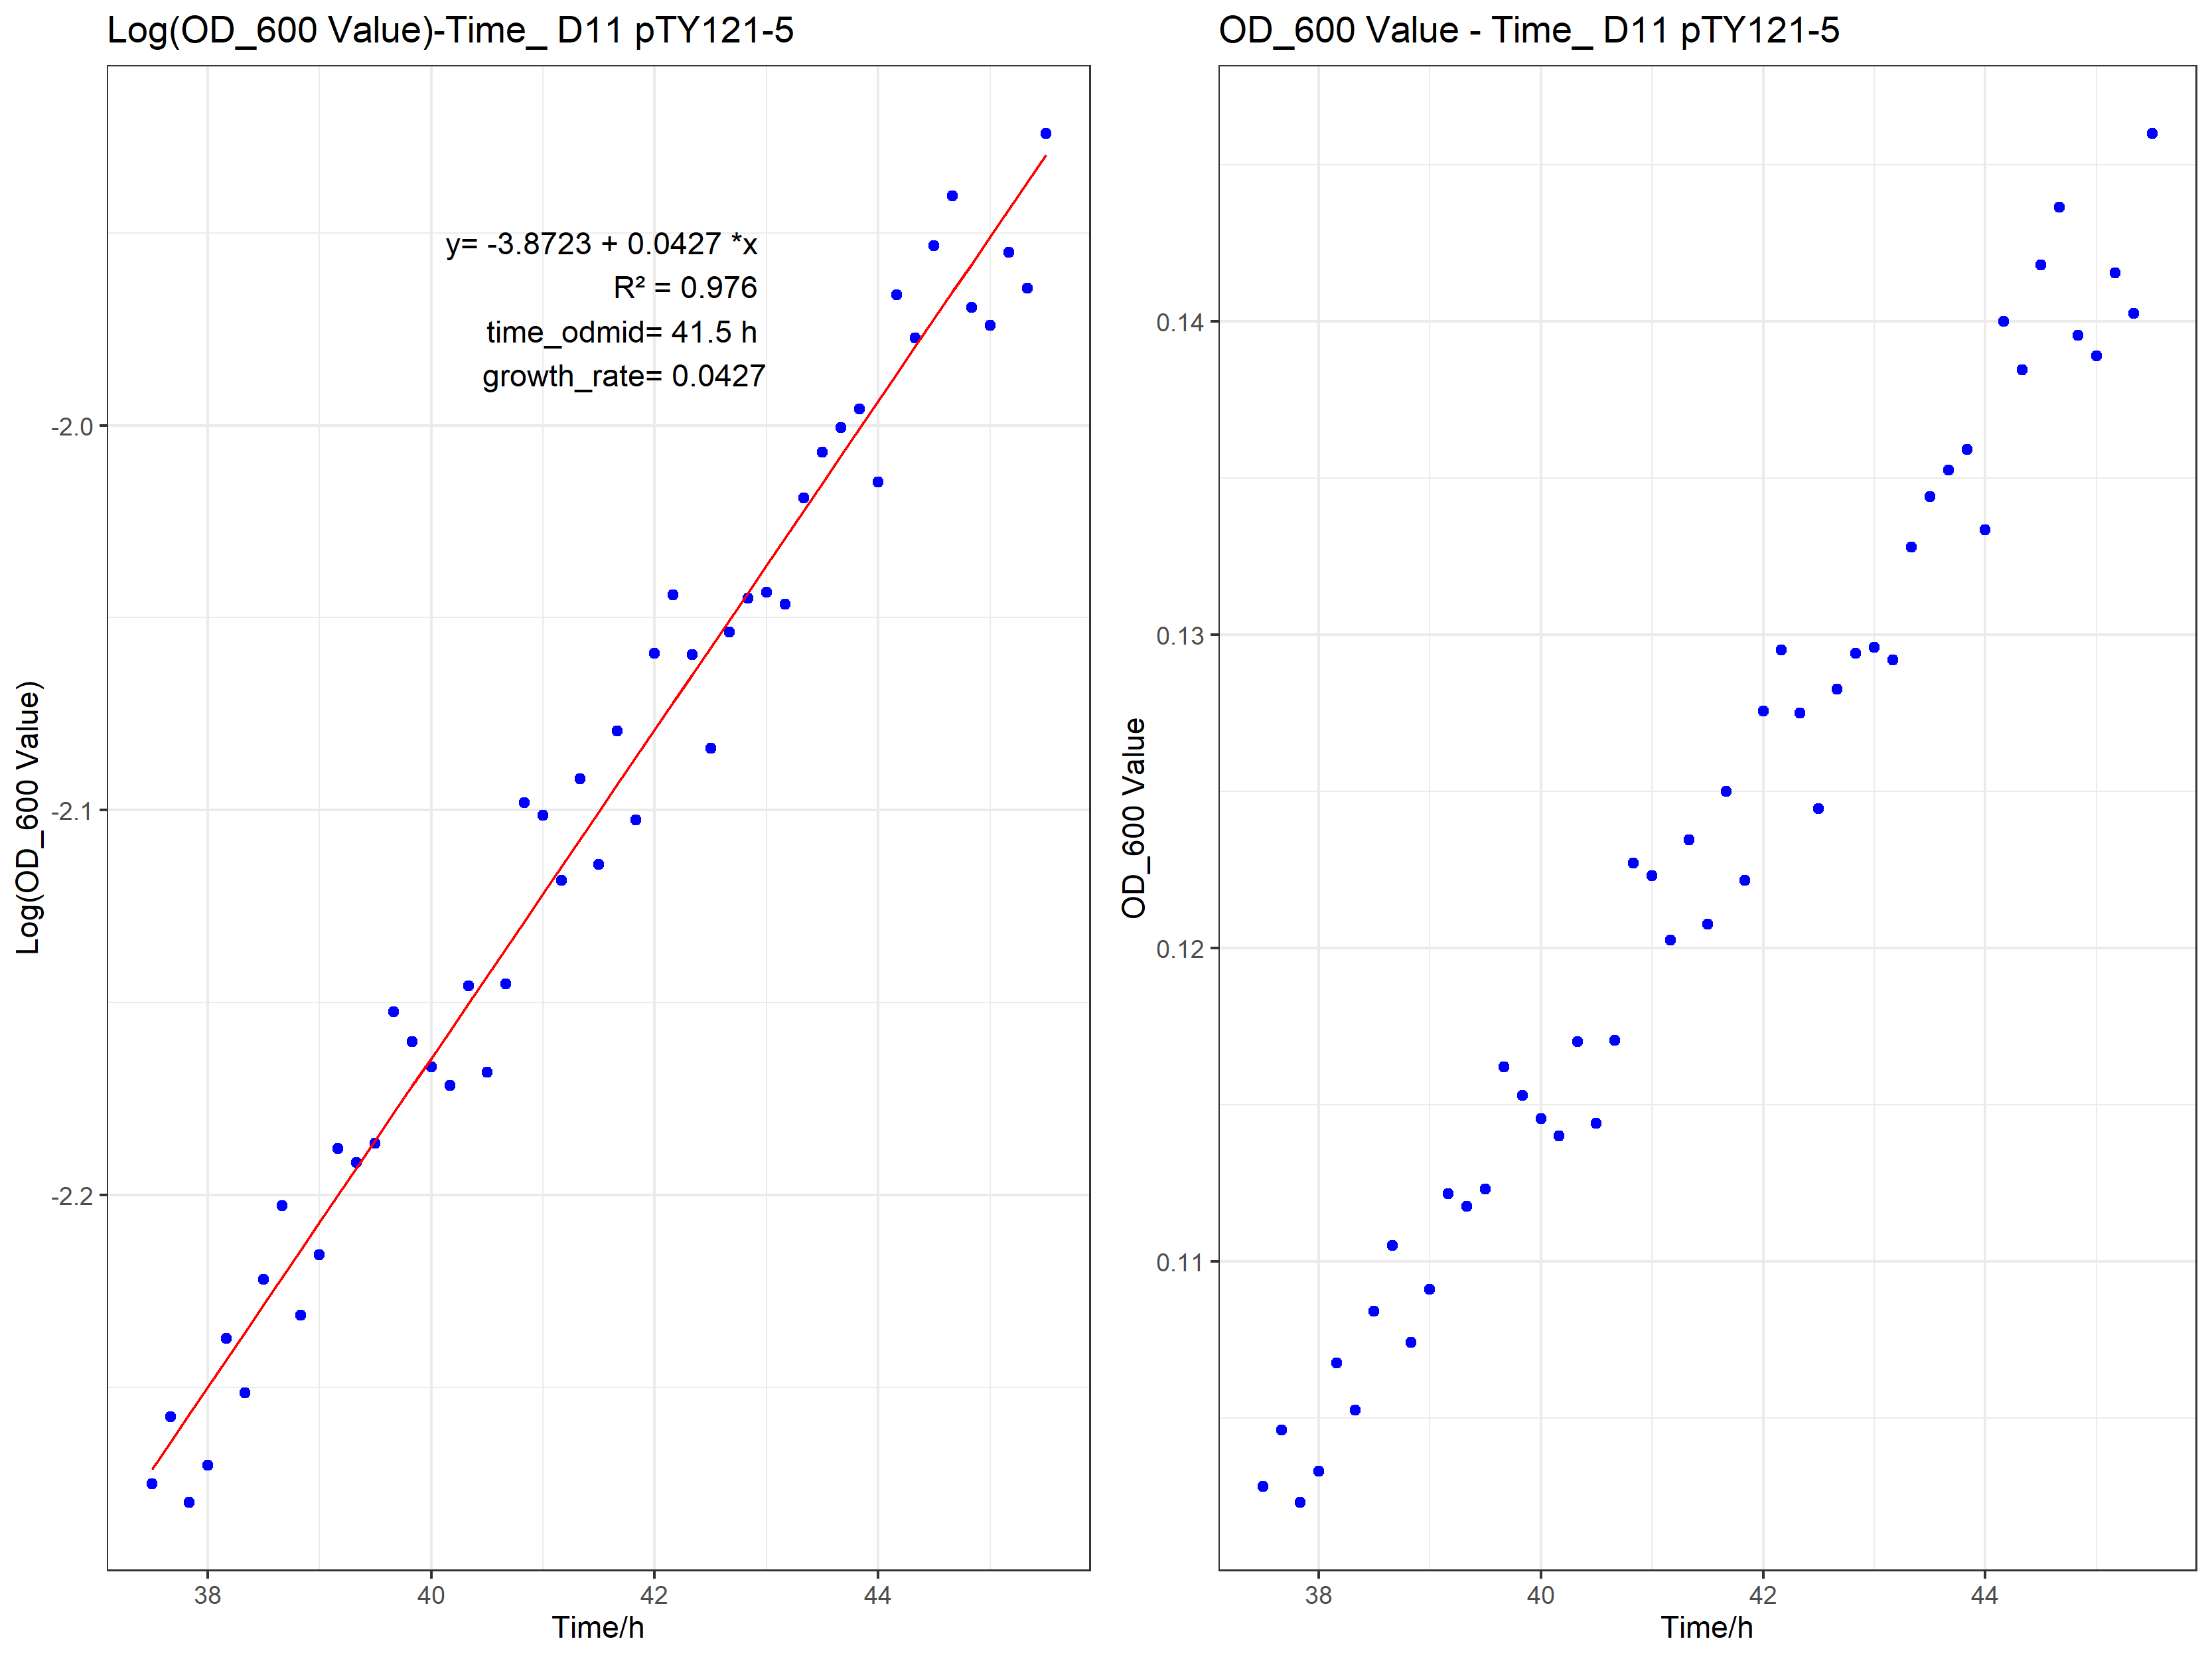 Log(OD_600 Value)-Time_ D11 pTY121-5
y= -3.8723 + 0.0427 *x
R² = 0.976
time_odmid= 41.5 h
growth_rate= 0.0427
-2.0
-2.1
-2.2
Log(OD_600 Value)
38 40 42 44
Time/h
OD_600 Value - Time_ D11 pTY121-5
0.14
0.13
0.12
0.11
OD_600 Value
38 40 42 44
Time/h